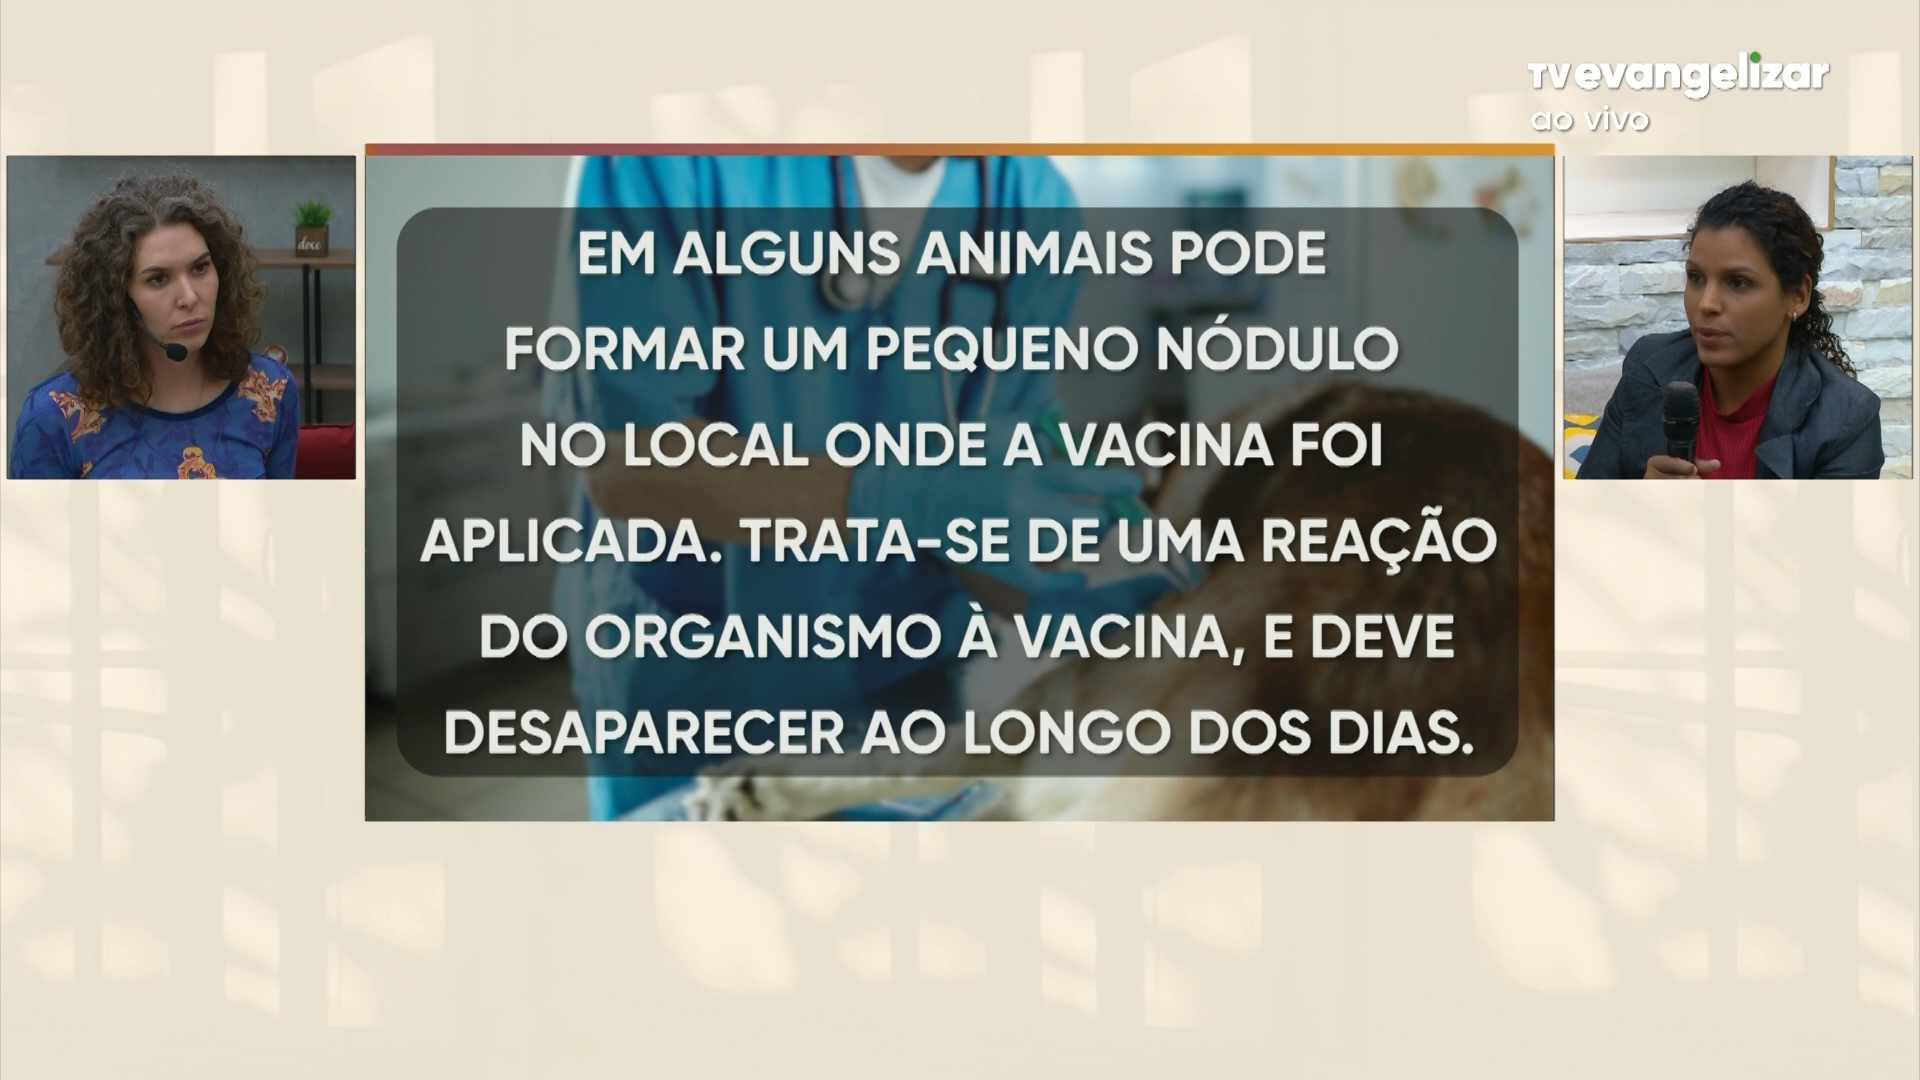 TVevangelizar
ao vivo
doce
EM ALGUNS ANIMAIS PODE
FORMAR UM PEQUENO NÓDULO
NO LOCAL ONDE A VACINA FOI
APLICADA. TRATA-SE DE UMA REAÇÃO
DO ORGANISMO À VACINA, E DEVE
DESAPARECER AO LONGO DOS DIAS.